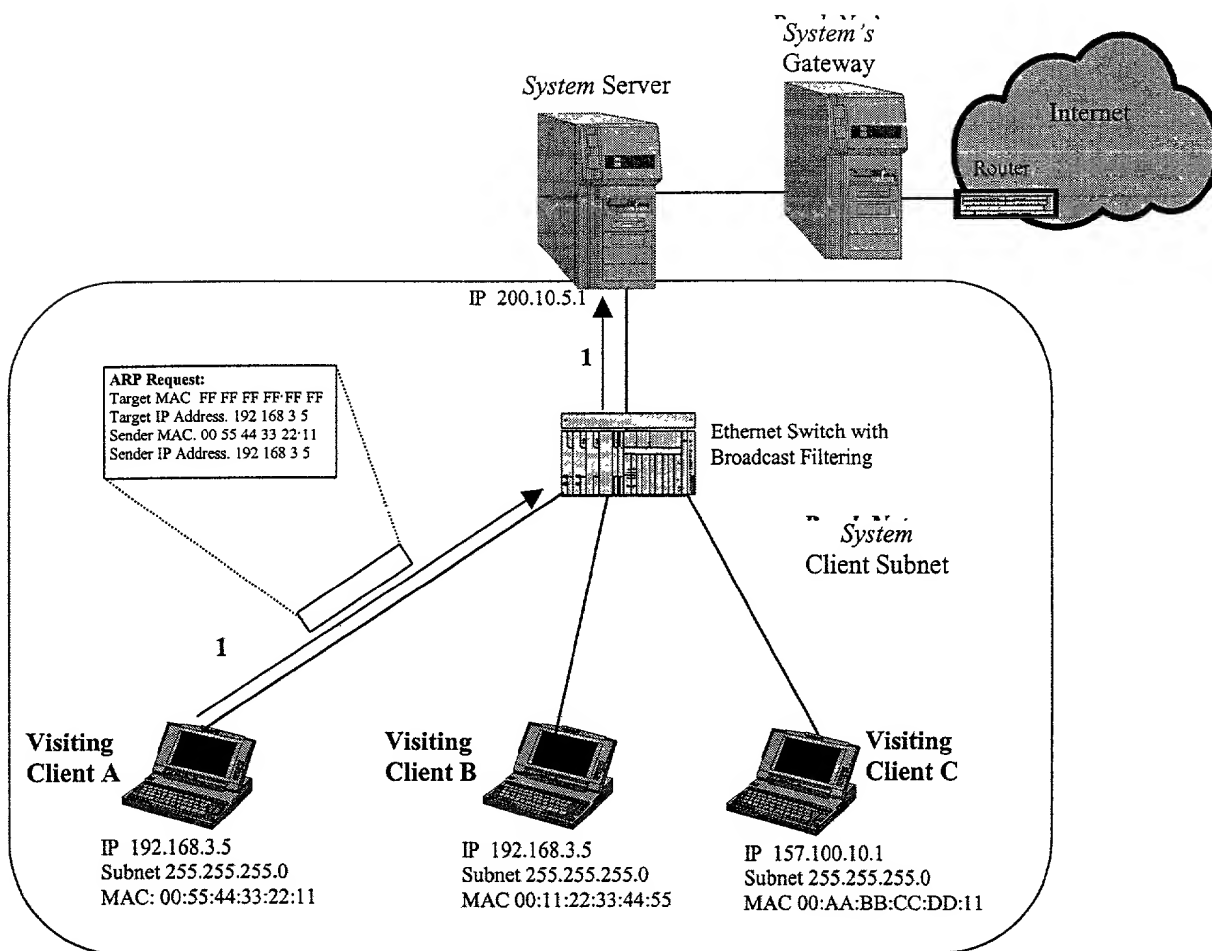 System's
Gateway
System Server
Internet
Router
IP 200.10.5.1
1
ARP Request:
Target MAC FF FF FF FF FF FF
Target IP Address. 192 168 3 5
Sender MAC. 00 55 44 33 22 11
Sender IP Address. 192 168 3 5
Ethernet Switch with
Broadcast Filtering
System
Client Subnet
1
Visiting
Client A
Visiting
Client B
Visiting
Client C
IP 192.168.3.5
Subnet 255.255.255.0
MAC: 00:55:44:33:22:11
IP 192.168.3.5
Subnet 255.255.255.0
MAC 00:11:22:33:44:55
IP 157.100.10.1
Subnet 255.255.255.0
MAC 00:AA:BB:CC:DD:11